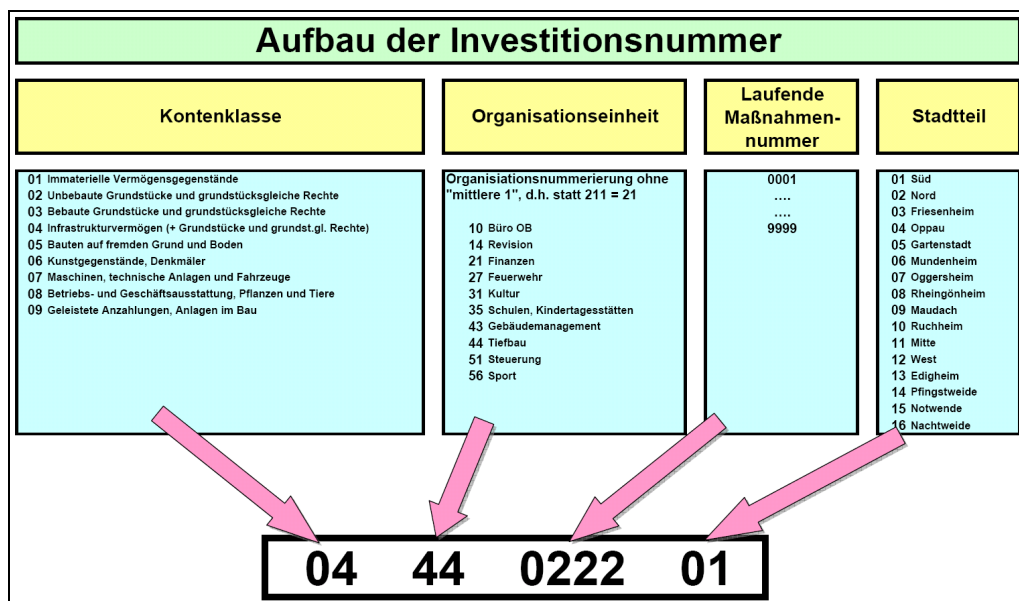 Aufbau der Investitionsnummer
Kontenklasse
01 Immaterielle Vermögensgegenstände
02 Unbebaute Grundstücke und grundstücksgleiche Rechte
03 Bebaute Grundstücke und grundstücksgleiche Rechte
04 Infrastrukturvermögen (+ Grundstücke und grundst.gl. Rechte)
05 Bauten auf fremden Grund und Boden
06 Kunstgegenstände, Denkmäler
07 Maschinen, technische Anlagen und Fahrzeuge
08 Betriebs- und Geschäftsausstattung, Pflanzen und Tiere
09 Geleistete Anzahlungen, Anlagen im Bau
Organisationseinheit
Organisiationsnummerierung ohne
"mittlere 1", d.h. statt 211 = 21
10 Büro OB
14 Revision
21 Finanzen
27 Feuerwehr
31 Kultur
35 Schulen, Kindertagesstätten
43 Gebäudemanagement
44 Tiefbau
51 Steuerung
56 Sport
Laufende
Maßnahmen-
nummer
0001
....
....
9999
Stadtteil
01 Süd
02 Nord
03 Friesenheim
04 Oppau
05 Gartenstadt
06 Mundenheim
07 Oggersheim
08 Rheingönheim
09 Maudach
10 Ruchheim
11 Mitte
12 West
13 Edigheim
14 Pfingstweide
15 Notwende
16 Nachtweide
04 44 0222 01